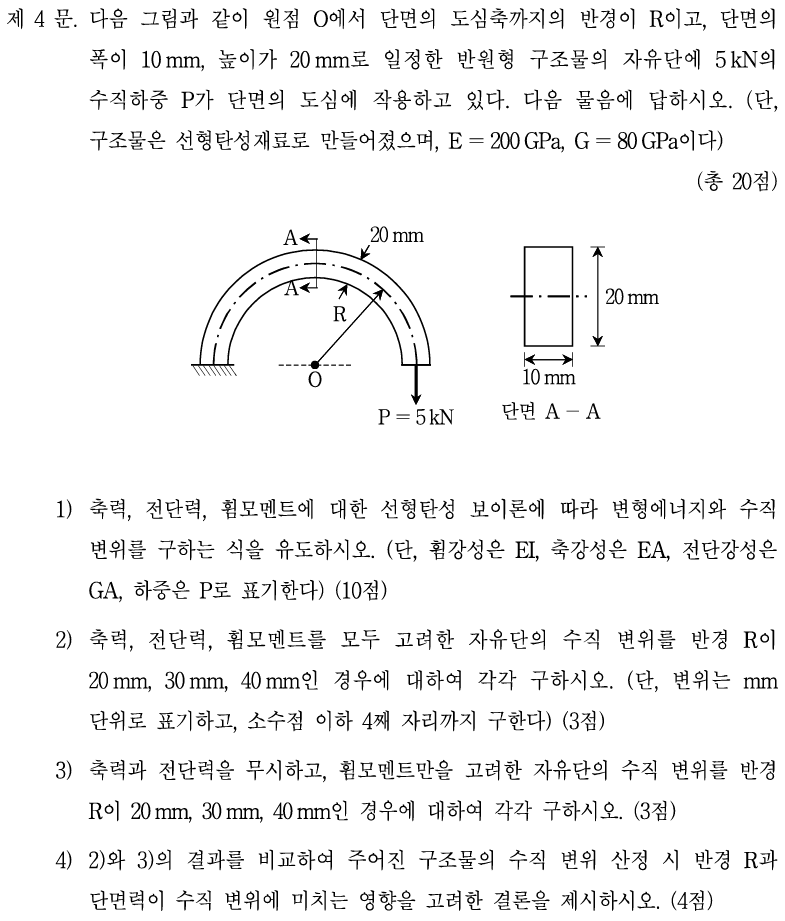 제 4 문. 다음 그림과 같이 원점 O에서 단면의 도심축까지의 반경이 R이고, 단면의
폭이 10 mm, 높이가 20 mm로 일정한 반원형 구조물의 자유단에 5 kN의
수직하중 P가 단면의 도심에 작용하고 있다. 다음 물음에 답하시오. (단,
구조물은 선형탄성재료로 만들어졌으며, E = 200 GPa, G = 80 GPa이다)
(총 20점)
A
20 mm
A
R
20 mm
O
10 mm
P = 5 kN
단면 A - A
1) 축력, 전단력, 휨모멘트에 대한 선형탄성 보이론에 따라 변형에너지와 수직
변위를 구하는 식을 유도하시오. (단, 휨강성은 EI, 축강성은 EA, 전단강성은
GA, 하중은 P로 표기한다) (10점)
2) 축력, 전단력, 휨모멘트를 모두 고려한 자유단의 수직 변위를 반경 R이
20 mm, 30 mm, 40 mm인 경우에 대하여 각각 구하시오. (단, 변위는 mm
단위로 표기하고, 소수점 이하 4째 자리까지 구한다) (3점)
3) 축력과 전단력을 무시하고, 휨모멘트만을 고려한 자유단의 수직 변위를 반경
R이 20 mm, 30 mm, 40 mm인 경우에 대하여 각각 구하시오. (3점)
4) 2)와 3)의 결과를 비교하여 주어진 구조물의 수직 변위 산정 시 반경 R과
단면력이 수직 변위에 미치는 영향을 고려한 결론을 제시하시오. (4점)